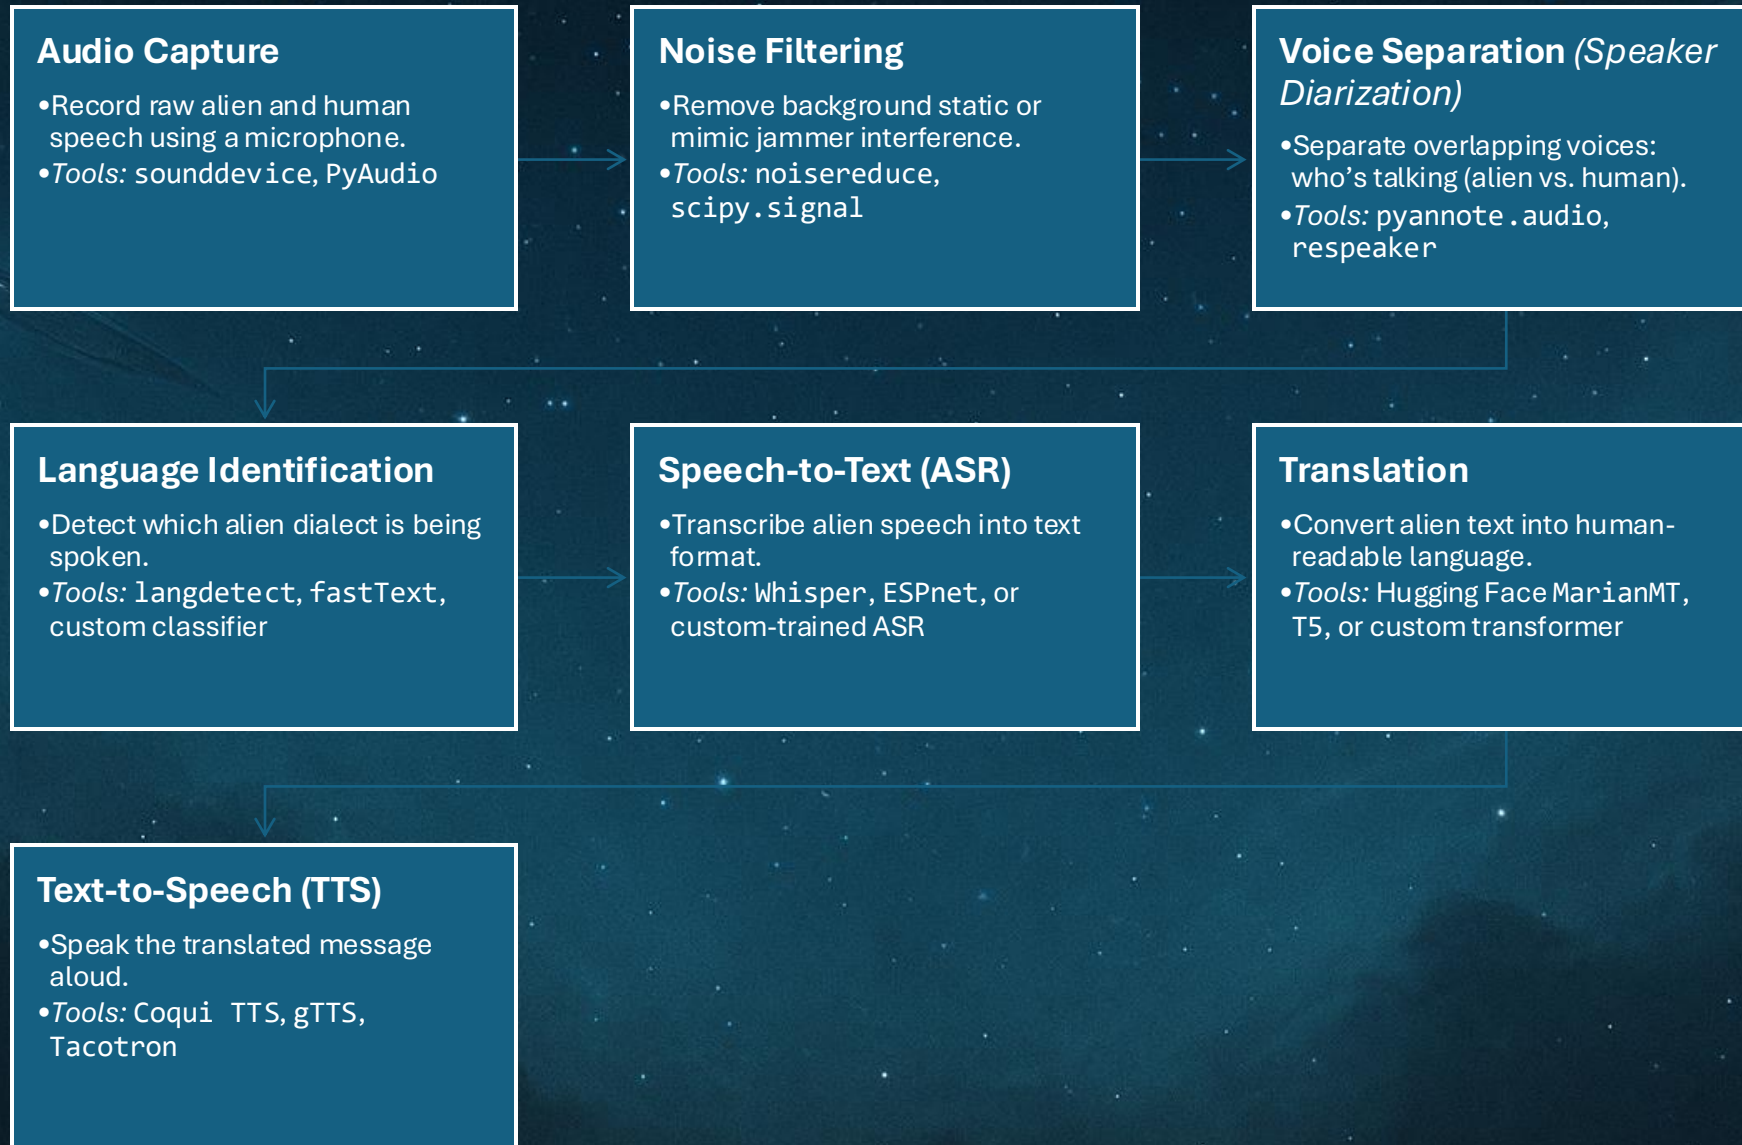 Audio Capture
•Record raw alien and human
speech using a microphone.
•Tools: sounddevice, PyAudio
Noise Filtering
•Remove background static or
mimic jammer interference.
•Tools: noisereduce,
scipy.signal
Voice Separation (Speaker
Diarization)
•Separate overlapping voices:
who’s talking (alien vs. human).
•Tools: pyannote.audio,
respeaker
Language Identification
•Detect which alien dialect is being
spoken.
•Tools: langdetect, fastText,
custom classifier
Speech-to-Text (ASR)
•Transcribe alien speech into text
format.
•Tools: Whisper, ESPnet, or
custom-trained ASR
Translation
•Convert alien text into human-
readable language.
•Tools: Hugging Face MarianMT,
T5, or custom transformer
Text-to-Speech (TTS)
•Speak the translated message
aloud.
•Tools: Coqui TTS, gTTS,
Tacotron